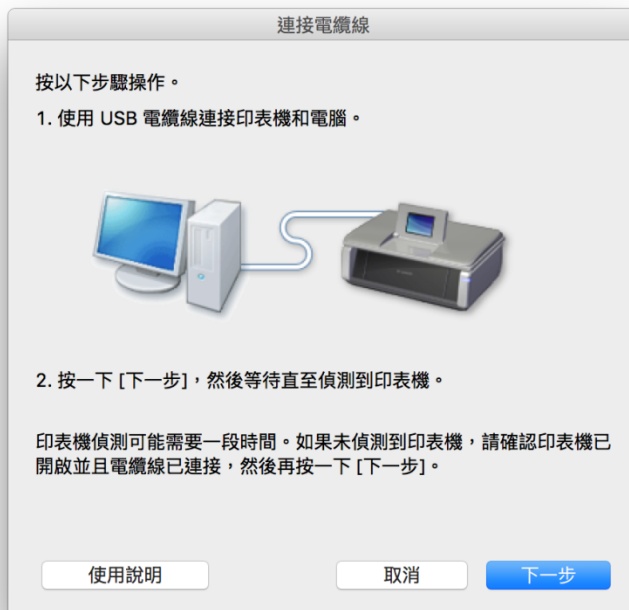 連接電纜線
按以下步驟操作。
1. 使用 USB 電纜線連接印表機和電腦。
2. 按一下 [下一步]，然後等待直至偵測到印表機。
印表機偵測可能需要一段時間。如果未偵測到印表機，請確認印表機已
開啟並且電纜線已連接，然後再按一下 [下一步]。
使用說明
取消
下一步